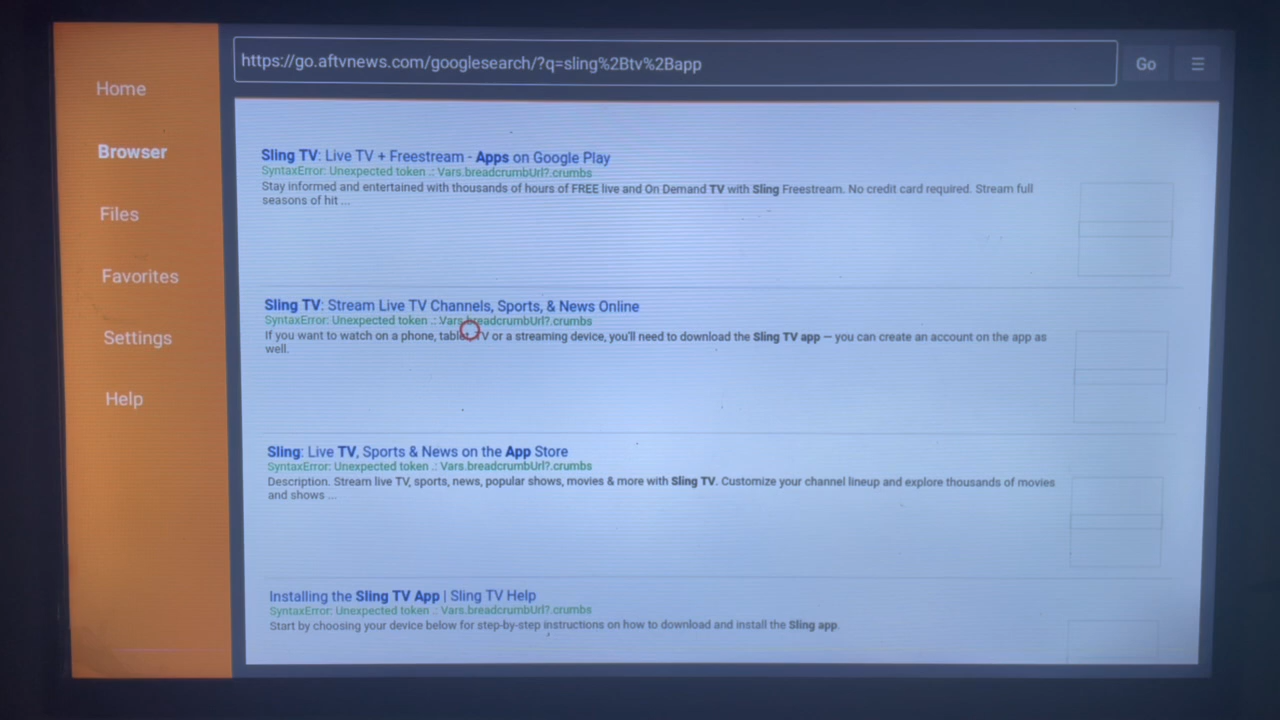 Home
Browser
Files
Favorites
Settings
Help
https://go.aftvnews.com/googlesearch/?q=sling%2Btv%2Bapp
Go
☰
Sling TV: Live TV + Freestream - Apps on Google Play
SyntaxError: Unexpected token .: Vars.breadcrumbUrl?.crumbs
Stay informed and entertained with thousands of hours of FREE live and On Demand TV with Sling Freestream. No credit card required. Stream full
seasons of hit ...
Sling TV: Stream Live TV Channels, Sports, & News Online
SyntaxError: Unexpected token .: Vars.breadcrumbUrl?.crumbs
If you want to watch on a phone, tablet, TV or a streaming device, you'll need to download the Sling TV app — you can create an account on the app as
well.
Sling: Live TV, Sports & News on the App Store
SyntaxError: Unexpected token .: Vars.breadcrumbUrl?.crumbs
Description. Stream live TV, sports, news, popular shows, movies & more with Sling TV. Customize your channel lineup and explore thousands of movies
and shows ...
Installing the Sling TV App | Sling TV Help
SyntaxError: Unexpected token .: Vars.breadcrumbUrl?.crumbs
Start by choosing your device below for step-by-step instructions on how to download and install the Sling app.